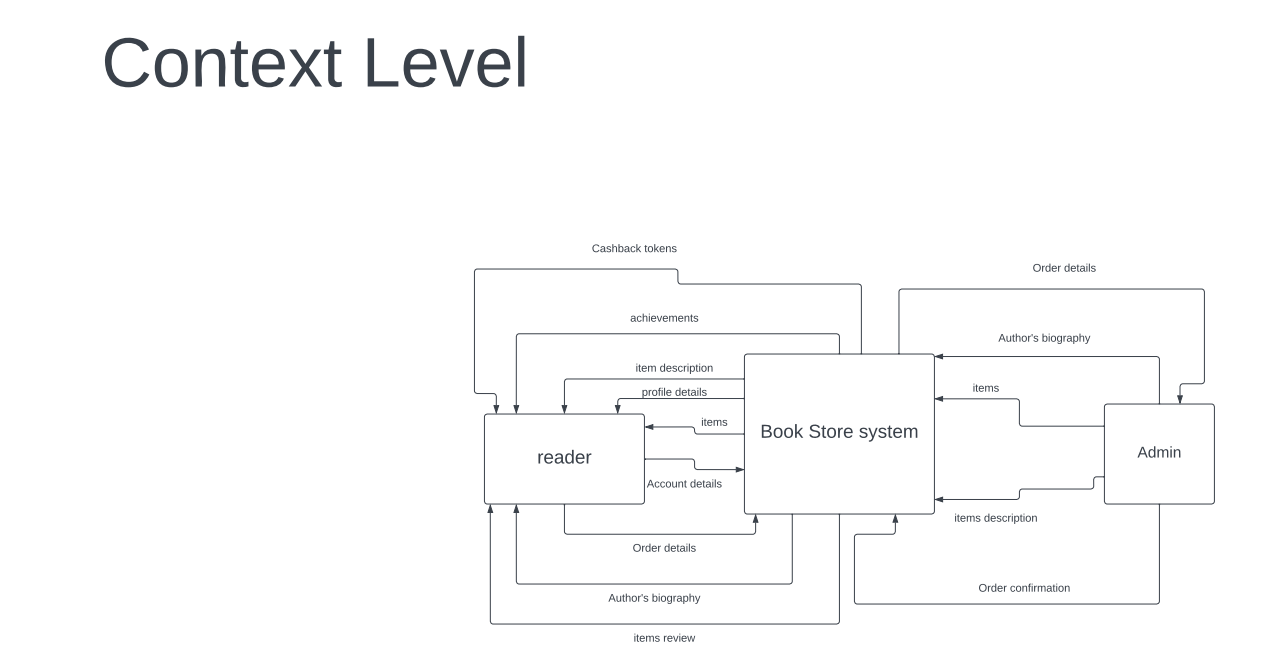 Context Level
Cashback tokens
Order details
achievements
Author's biography
item description
profile details
items
items
Book Store system
reader
Admin
Account details
items description
Order details
Order confirmation
Author's biography
items review